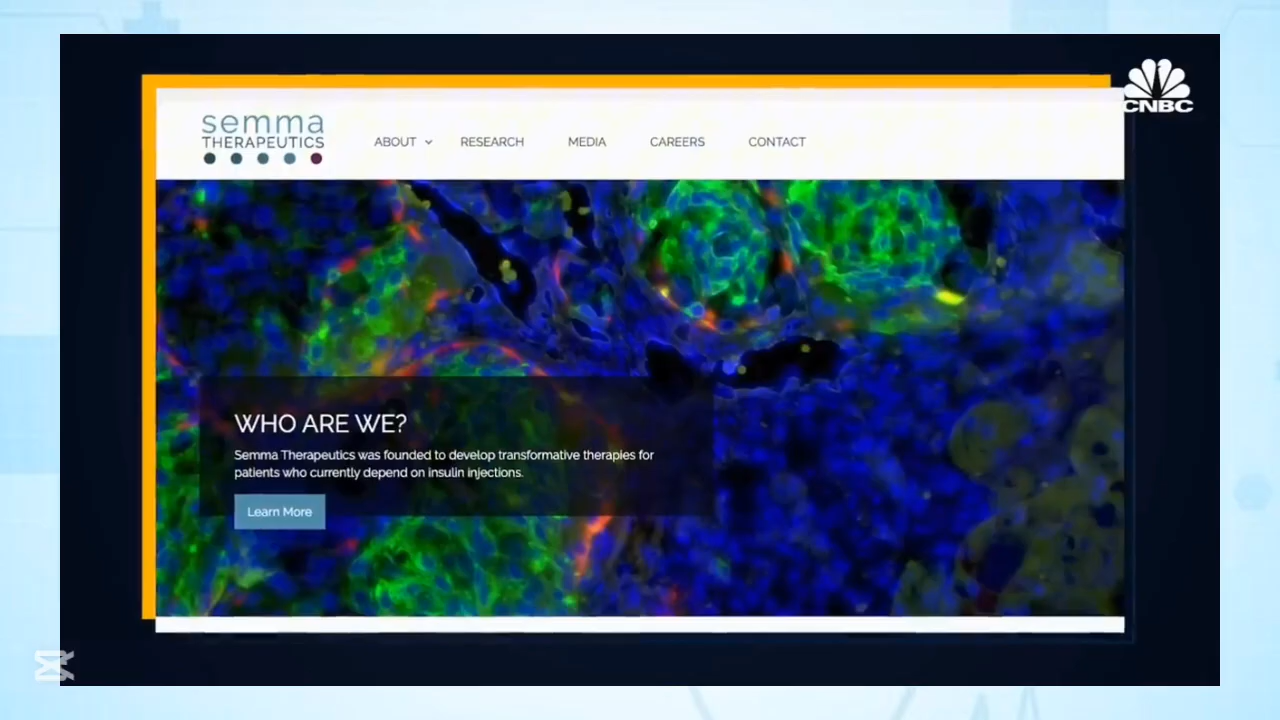 CNBC
semma
THERAPEUTICS
ABOUT
RESEARCH
MEDIA
CAREERS
CONTACT
WHO ARE WE?
Semma Therapeutics was founded to develop transformative therapies for
patients who currently depend on insulin injections.
Learn More